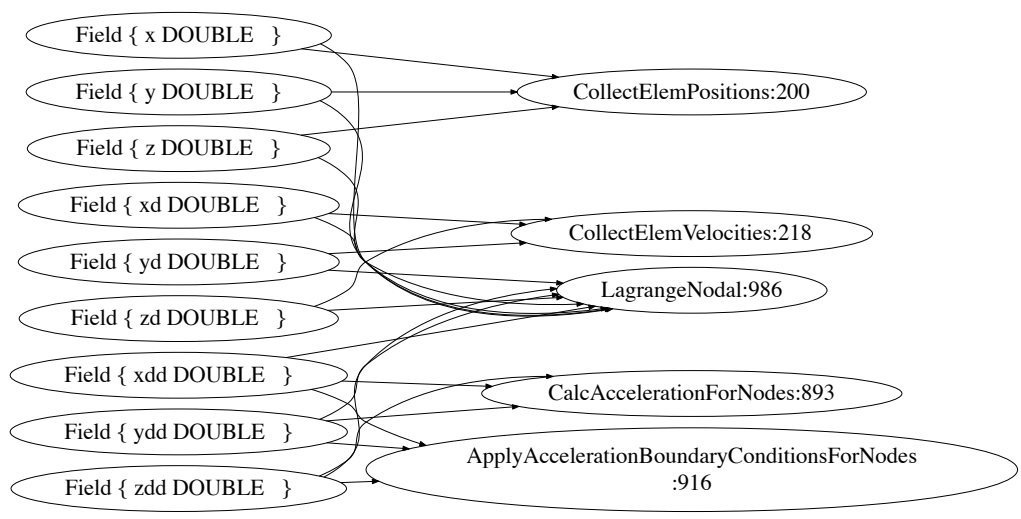 Field { x DOUBLE }
Field { y DOUBLE }
Field { z DOUBLE }
Field { xd DOUBLE }
Field { yd DOUBLE }
Field { zd DOUBLE }
Field { xdd DOUBLE }
Field { ydd DOUBLE }
Field { zdd DOUBLE }
CollectElemPositions:200
CollectElemVelocities:218
LagrangeNodal:986
CalcAccelerationForNodes:893
ApplyAccelerationBoundaryConditionsForNodes
:916